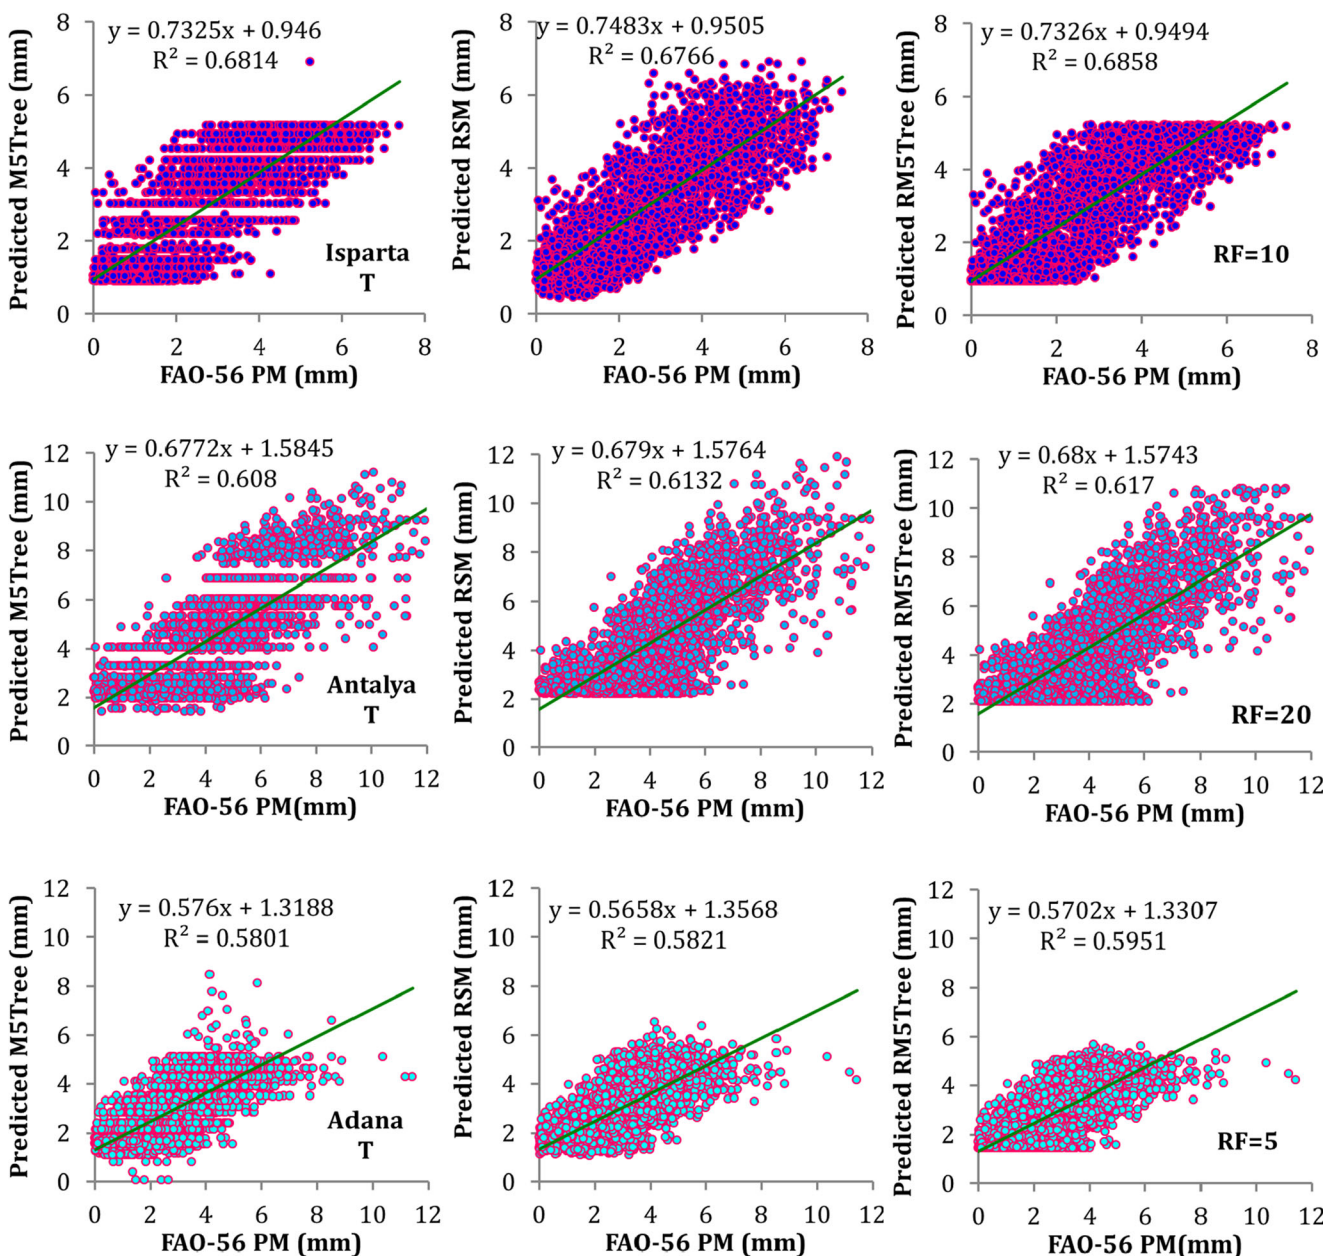 y = 0.7325x + 0.946
R² = 0.6814
Predicted M5Tree (mm)
8
6
4
2
0
Isparta
T
0 2 4 6 8
FAO-56 PM (mm)
y = 0.7483x + 0.9505
R² = 0.6766
Predicted RSM (mm)
8
6
4
2
0
0 2 4 6 8
FAO-56 PM (mm)
y = 0.7326x + 0.9494
R² = 0.6858
Predicted RM5Tree (mm)
8
6
4
2
0
RF=10
0 2 4 6 8
FAO-56 PM (mm)
y = 0.6772x + 1.5845
R² = 0.608
Predicted M5Tree (mm)
12
10
8
6
4
2
0
Antalya
T
0 2 4 6 8 10 12
FAO-56 PM(mm)
y = 0.679x + 1.5764
R² = 0.6132
Predicted RSM (mm)
12
10
8
6
4
2
0
0 2 4 6 8 10 12
FAO-56 PM (mm)
y = 0.68x + 1.5743
R² = 0.617
Predicted RM5Tree (mm)
12
10
8
6
4
2
0
RF=20
0 2 4 6 8 10 12
FAO-56 PM (mm)
y = 0.576x + 1.3188
R² = 0.5801
Predicted M5Tree (mm)
12
10
8
6
4
2
0
Adana
T
0 2 4 6 8 10 12
FAO-56 PM (mm)
y = 0.5658x + 1.3568
R² = 0.5821
Predicted RSM (mm)
12
10
8
6
4
2
0
0 2 4 6 8 10 12
FAO-56 PM (mm)
y = 0.5702x + 1.3307
R² = 0.5951
Predicted RM5Tree (mm)
12
10
8
6
4
2
0
RF=5
0 2 4 6 8 10 12
FAO-56 PM (mm)